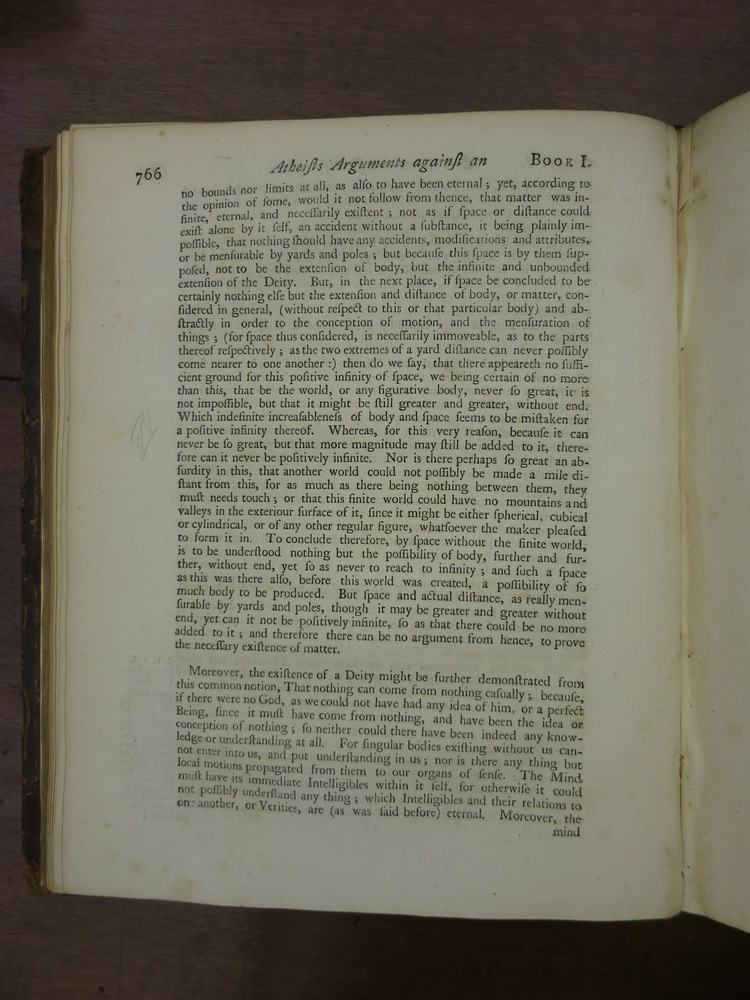 766 Atheiſts Arguments againſt an BOOK I.
no bounds nor limits at all, as alſo to have been eternal; yet, according to
the opinion of ſome, would it not follow from thence, that matter was in-
finite, eternal, and neceſſarily exiſtent; not as if ſpace or diſtance could
exiſt alone by it ſelf, an accident without a ſubſtance, it being plainly im-
poſſible, that nothing ſhould have any accidents, modifications and attributes,
or be menſurable by yards and poles; but becauſe this ſpace is by them ſup-
poſed, not to be the extenſion of body, but the infinite and unbounded
extenſion of the Deity. But, in the next place, if ſpace be concluded to be
certainly nothing elſe but the extenſion and diſtance of body, or matter, con-
ſidered in general, (without reſpect to this or that particular body) and ab-
ſtractly in order to the conception of motion, and the menſuration of
things; (for ſpace thus conſidered, is neceſſarily immoveable, as to the parts
thereof reſpectively; as the two extremes of a yard diſtance can never poſſibly
come nearer to one another:) then do we ſay, that there appeareth no ſuffi-
cient ground for this poſitive infinity of ſpace, we being certain of no more
than this, that be the world, or any figurative body, never ſo great, it is
not impoſſible, but that it might be ſtill greater and greater, without end.
Which indefinite increaſableneſs of body and ſpace ſeems to be miſtaken for
a poſitive infinity thereof. Whereas, for this very reaſon, becauſe it can
never be ſo great, but that more magnitude may ſtill be added to it, there-
fore can it never be poſitively infinite. Nor is there perhaps ſo great an ab-
ſurdity in this, that another world could not poſſibly be made a mile di-
ſtant from this, for as much as there being nothing between them, they
muſt needs touch; or that this finite world could have no mountains and
valleys in the exteriour ſurface of it, ſince it might be either ſpherical, cubical
or cylindrical, or of any other regular figure, whatſoever the maker pleaſed
to form it in. To conclude therefore, by ſpace without the finite world,
is to be underſtood nothing but the poſſibility of body, further and fur-
ther, without end, yet ſo as never to reach to infinity; and ſuch a ſpace
as this was there alſo, before this world was created, a poſſibility of ſo
much body to be produced. But ſpace and actual diſtance, as really men-
ſurable by yards and poles, though it may be greater and greater without
end, yet can it not be poſitively infinite, ſo as that there could be no more
added to it; and therefore there can be no argument from hence, to prove
the neceſſary exiſtence of matter.
Moreover, the exiſtence of a Deity might be further demonſtrated from
this common notion, That nothing can come from nothing caſually; becauſe,
if there were no God, as we could not have had any idea of him, or a perfect
Being, ſince it muſt have come from nothing, and have been the idea or
conception of nothing; ſo neither could there have been indeed any know-
ledge or underſtanding at all. For ſingular bodies exiſting without us can-
not enter into us, and put underſtanding in us; nor is there any thing but
local motions propagated from them to our organs of ſenſe. The Mind
muſt have its immediate Intelligibles within it ſelf, for otherwiſe it could
not poſſibly underſtand any thing; which Intelligibles and their relations to
one another, or Verities, are (as was ſaid before) eternal. Moreover, the
mind